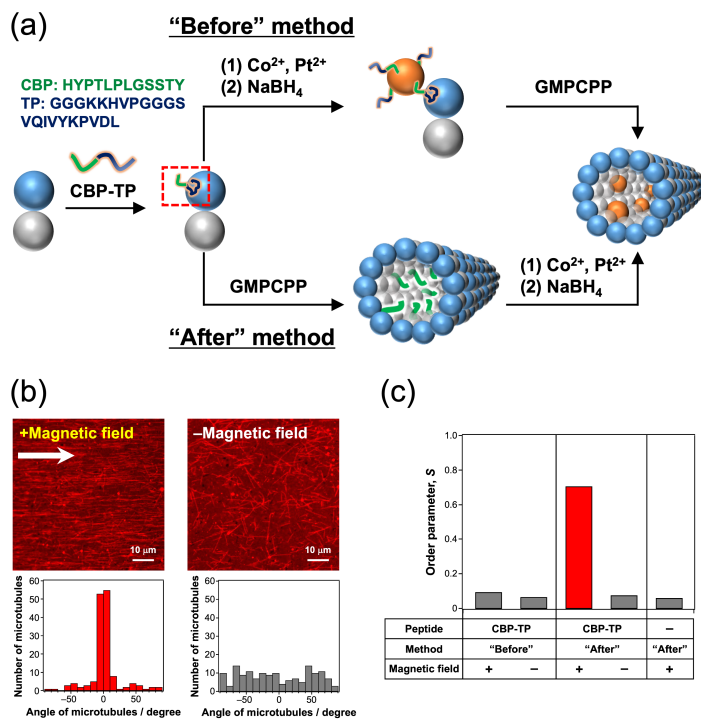 (a)
“Before” method
CBP: HYPTLPLGSSTY
TP: GGGKKHVPGGGS
VQIVYKPVDL
(1) Co²⁺, Pt²⁺
(2) NaBH₄
GMPCPP
CBP-TP
GMPCPP
(1) Co²⁺, Pt²⁺
(2) NaBH₄
“After” method
(b)
+Magnetic field
10 μm
–Magnetic field
10 μm
Number of microtubules
60
50
40
30
20
10
0
–50
0
50
Angle of microtubules / degree
Number of microtubules
60
50
40
30
20
10
0
–50
0
50
Angle of microtubules / degree
(c)
Order parameter, S
1.0
0.8
0.6
0.4
0.2
0
Peptide CBP-TP CBP-TP –
Method “Before” “After” “After”
Magnetic field + – + – +